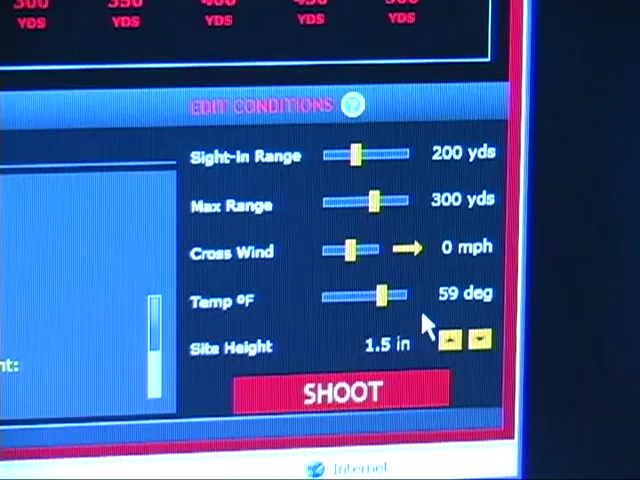 300 350 400 450 500
YDS YDS YDS YDS YDS
EDIT CONDITIONS ?
Sight-in Range 200 yds
Max Range 300 yds
Cross Wind 0 mph
Temp ºF 59 deg
Site Height 1.5 in
nt:
SHOOT
Internet